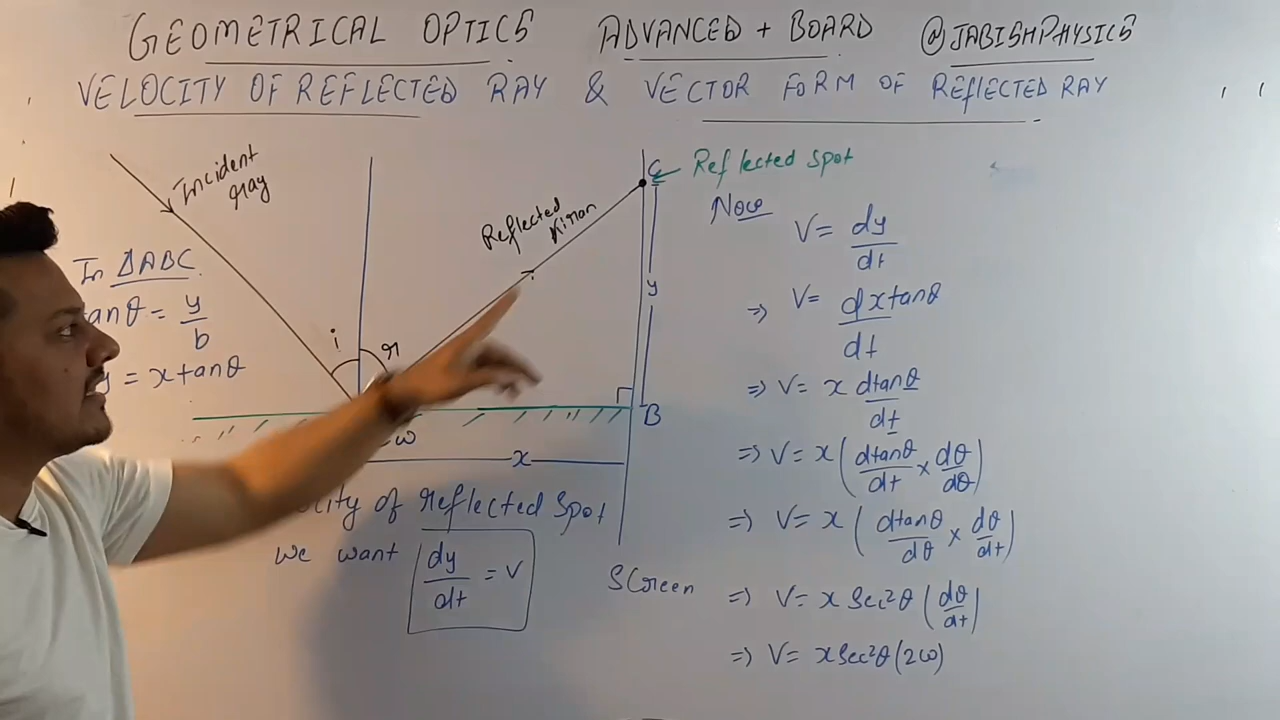 GEOMETRICAL OPTICS ADVANCED + BOARD @JABISHPHYSICS
VELOCITY OF REFLECTED RAY & VECTOR FORM OF REFLECTED RAY
Incident
ray
Reflected
C
Reflected Spot
i
r
y
B
ω
x
In ΔABC
tanθ = y/b
y = x tanθ
of reflected Spot
We want dy/dt = V
Screen
Now
V = dy/dt
⇒ V = dx tanθ/dt
⇒ V = x dtanθ/dt
⇒ V = x (dtanθ/dt × dθ/dθ)
⇒ V = x (dtanθ/dθ × dθ/dt)
⇒ V = x Sec²θ (dθ/dt)
⇒ V = x Sec²θ (2ω)